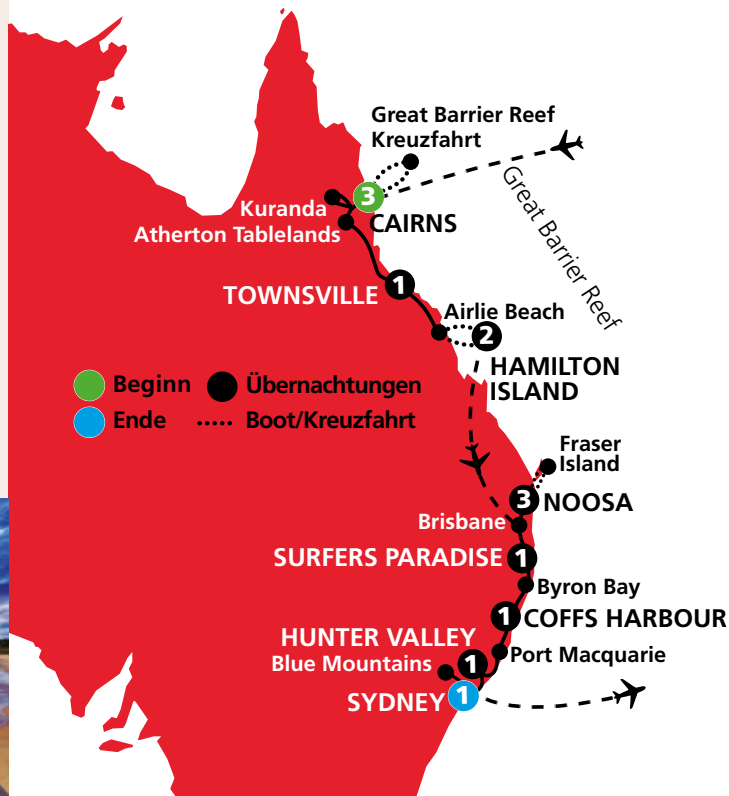 Great Barrier Reef
Kreuzfahrt
Great Barrier Reef
3
Kuranda
CAIRNS
Atherton Tablelands
TOWNSVILLE
1
Airlie Beach
2
HAMILTON
ISLAND
Beginn
Übernachtungen
Ende
Boot/Kreuzfahrt
Fraser
Island
3
NOOSA
Brisbane
SURFERS PARADISE
1
Byron Bay
1
COFFS HARBOUR
HUNTER VALLEY
1
Port Macquarie
Blue Mountains
SYDNEY
1